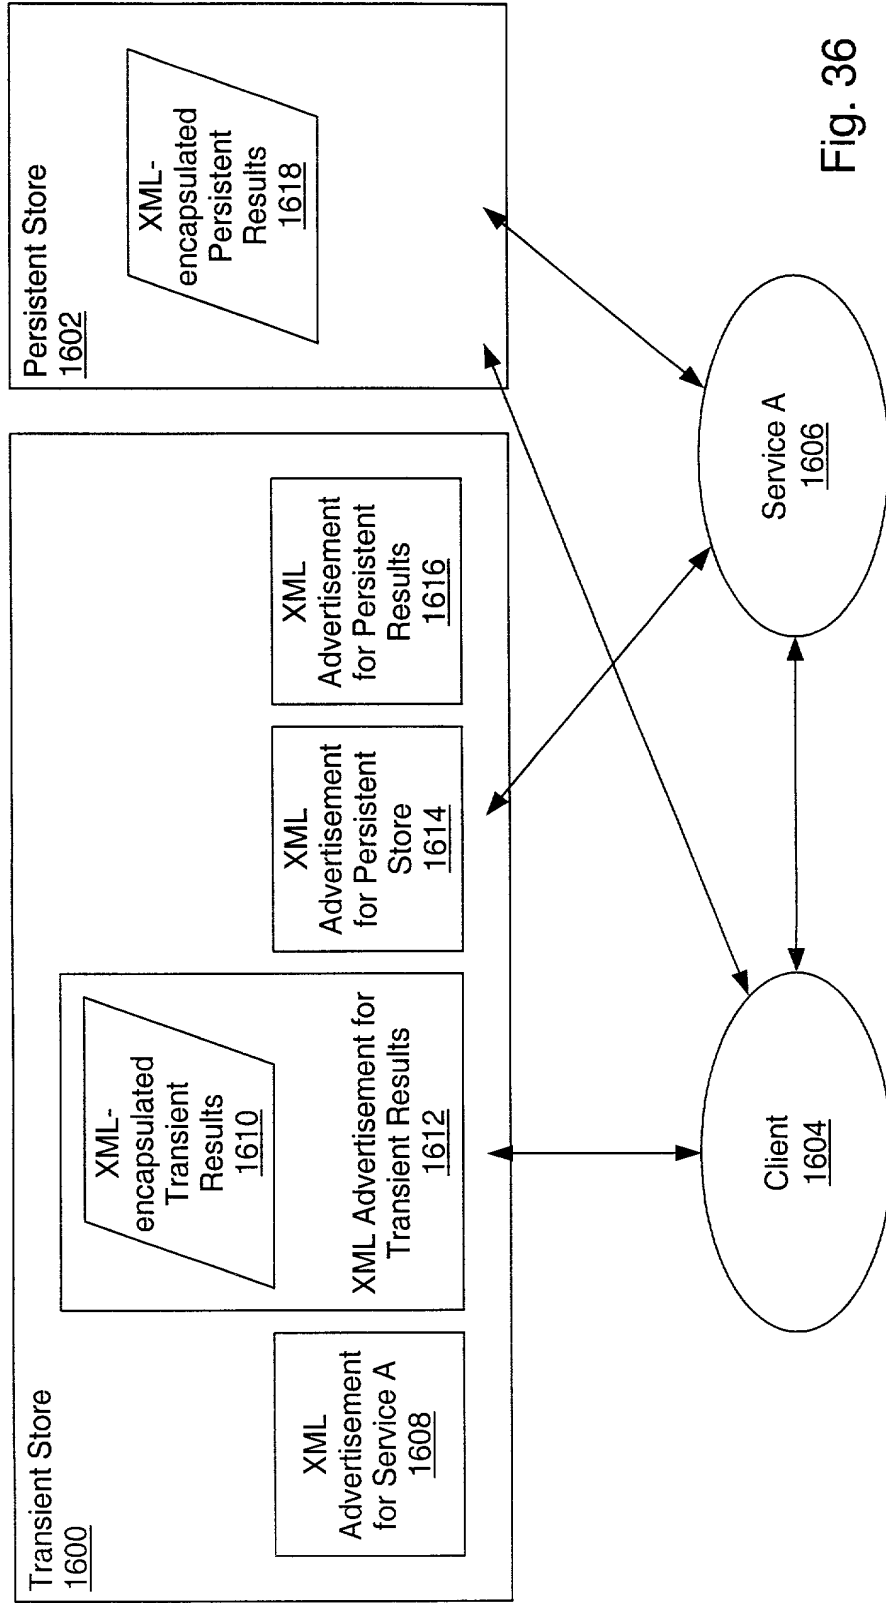 Transient Store
1600
XML
Advertisement
for Service A
1608
XML-
encapsulated
Transient
Results
1610
XML Advertisement for
Transient Results
1612
XML
Advertisement
for Persistent
Store
1614
XML
Advertisement
for Persistent
Results
1616
Persistent Store
1602
XML-
encapsulated
Persistent
Results
1618
Client
1604
Service A
1606
Fig. 36